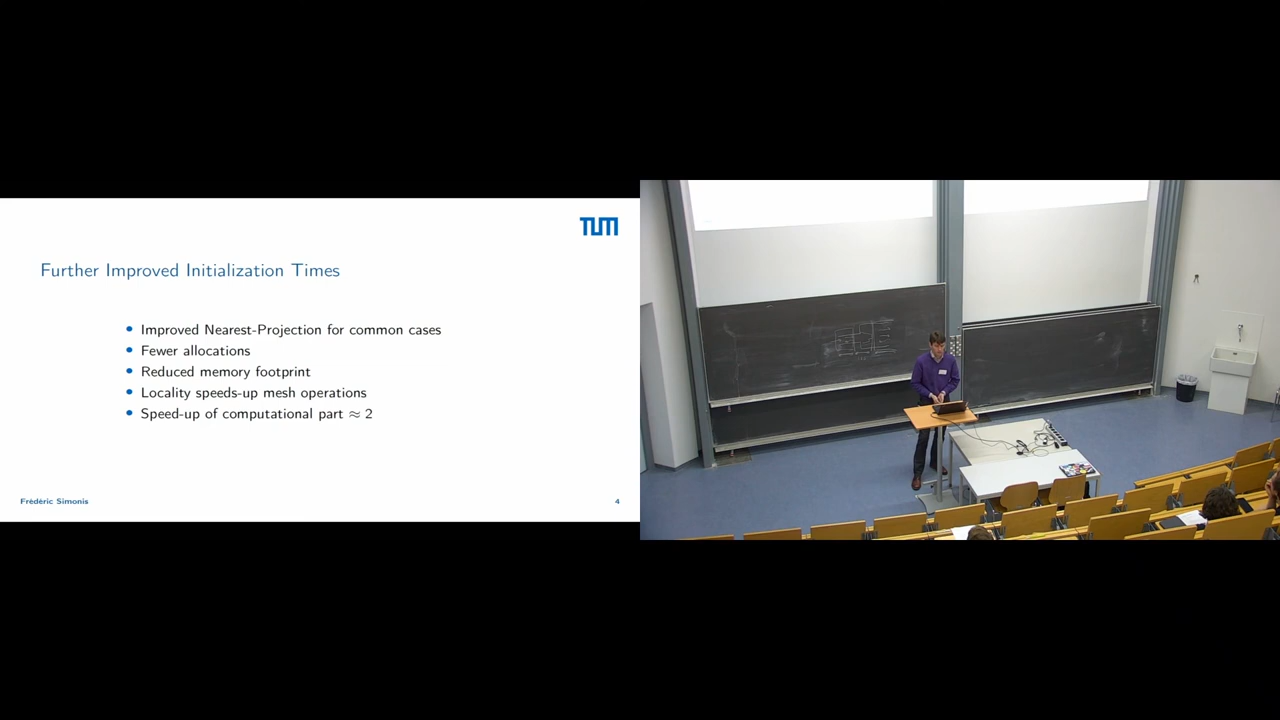 TUM
Further Improved Initialization Times
• Improved Nearest-Projection for common cases
• Fewer allocations
• Reduced memory footprint
• Locality speeds-up mesh operations
• Speed-up of computational part ≈ 2
Frédéric Simonis
4